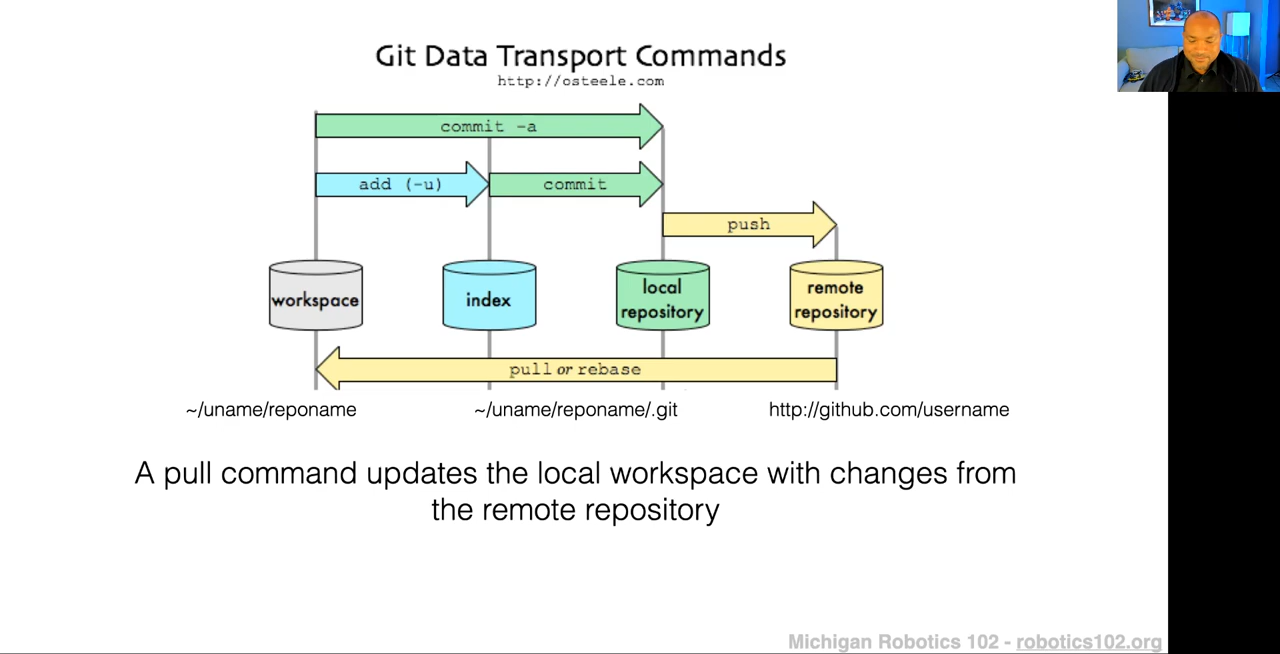 Git Data Transport Commands
http://osteele.com
commit -a
add (-u)
commit
push
workspace
index
local
repository
remote
repository
pull or rebase
~/uname/reponame
~/uname/reponame/.git
http://github.com/username
A pull command updates the local workspace with changes from
the remote repository
Michigan Robotics 102 - robotics102.org